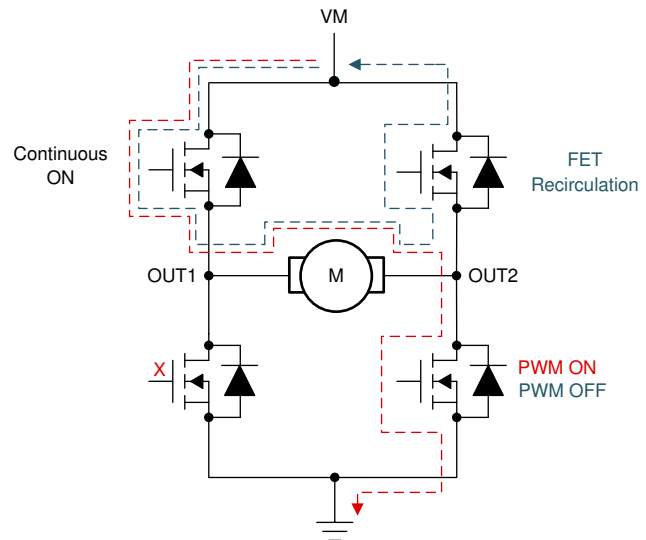 VM
Continuous
ON
FET
Recirculation
OUT1
M
OUT2
X
PWM ON
PWM OFF